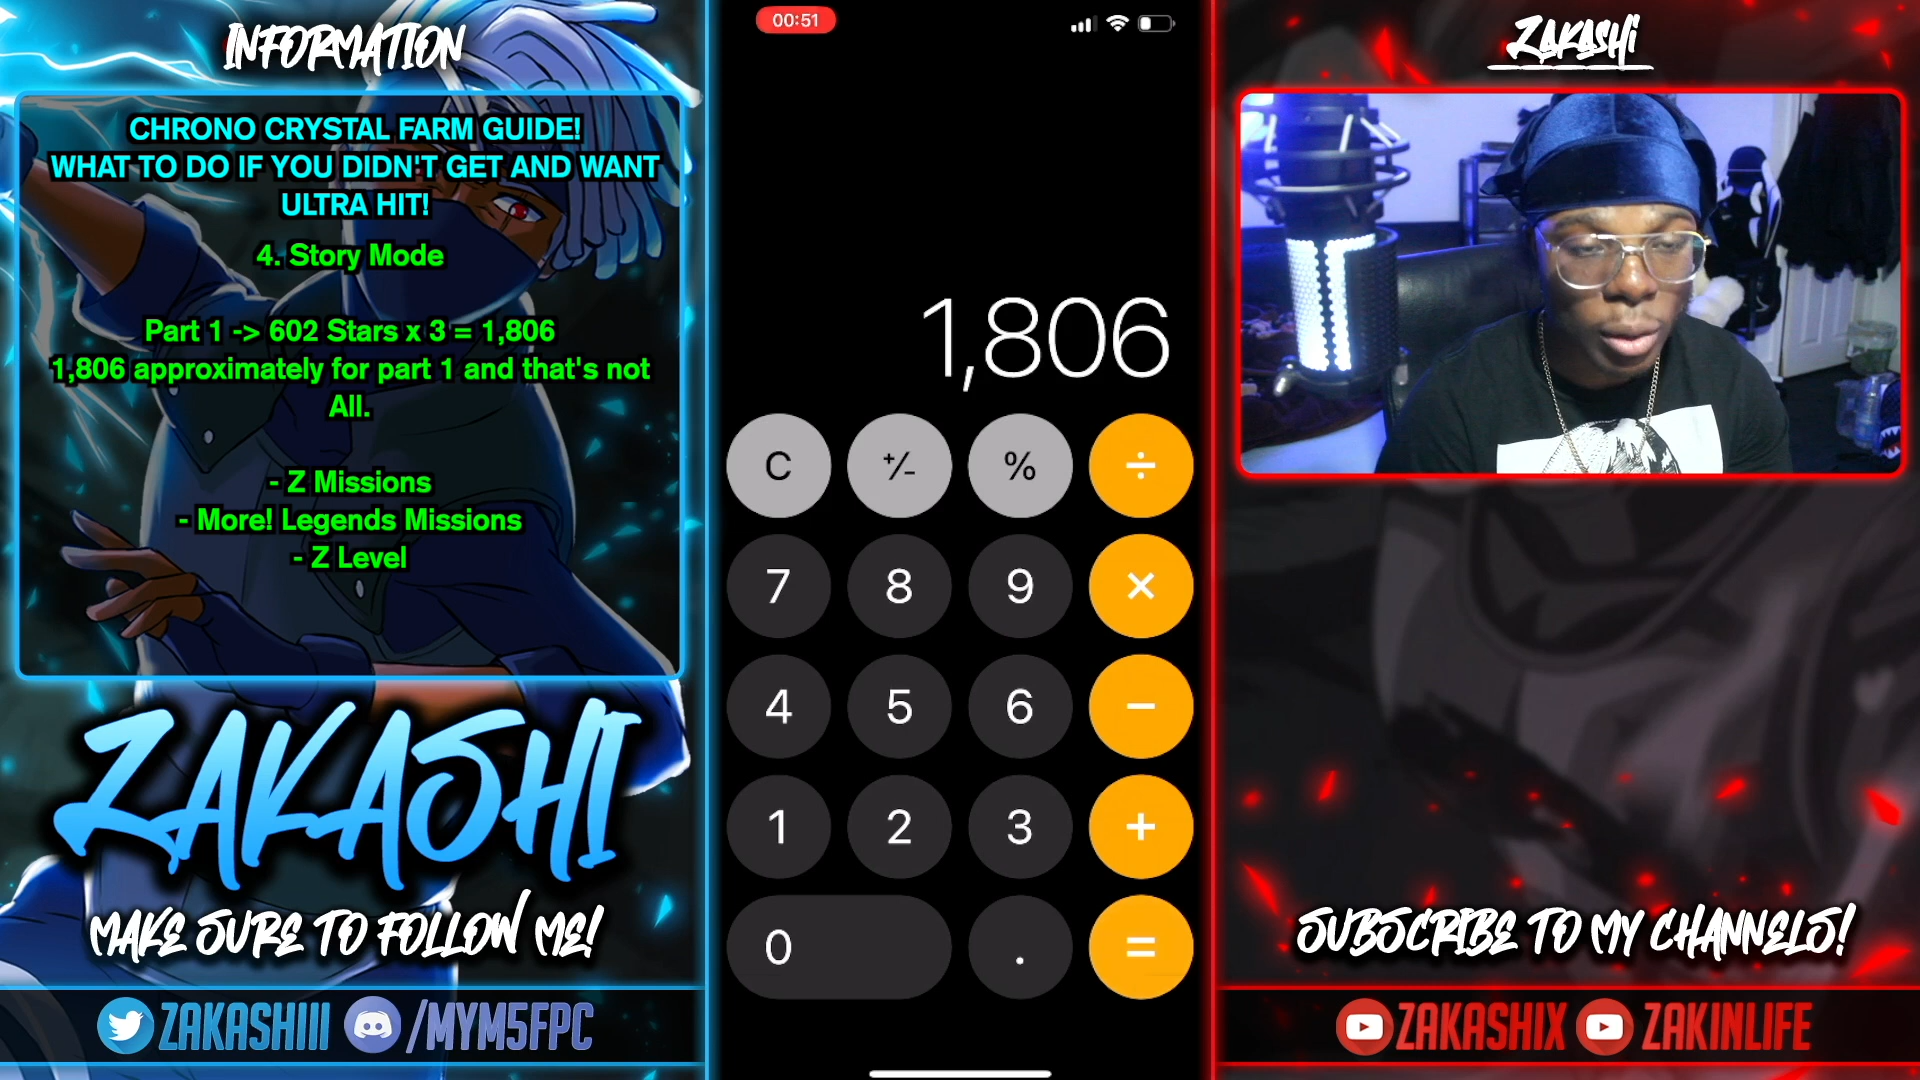 INFORMATION
CHRONO CRYSTAL FARM GUIDE!
WHAT TO DO IF YOU DIDN'T GET AND WANT
ULTRA HIT!
4. Story Mode
Part 1 -> 602 Stars x 3 = 1,806
1,806 approximately for part 1 and that's not
All.
- Z Missions
- More! Legends Missions
- Z Level
ZAKASHI
MAKE SURE TO FOLLOW ME!
ZAKASHIII /MYM5FPC
00:51
1,806
C +/- % ÷
7 8 9 ×
4 5 6 −
1 2 3 +
0 . =
ZAKASHI
SUBSCRIBE TO MY CHANNELS!
ZAKASHIX ZAKINLIFE